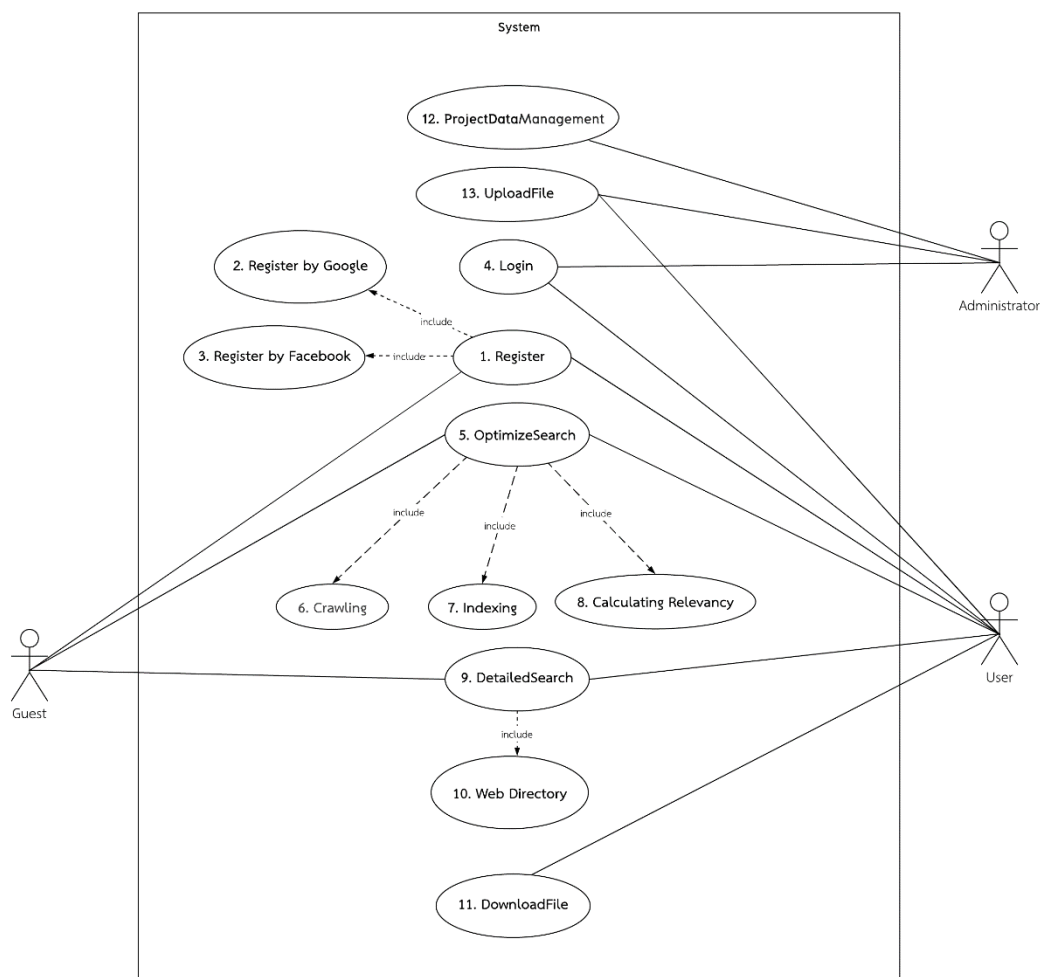 System
12. ProjectDataManagement
13. UploadFile
2. Register by Google
4. Login
Administrator
include
3. Register by Facebook
include
1. Register
5. OptimizeSearch
include
include
include
6. Crawling
7. Indexing
8. Calculating Relevancy
9. DetailedSearch
Guest
User
include
10. Web Directory
11. DownloadFile